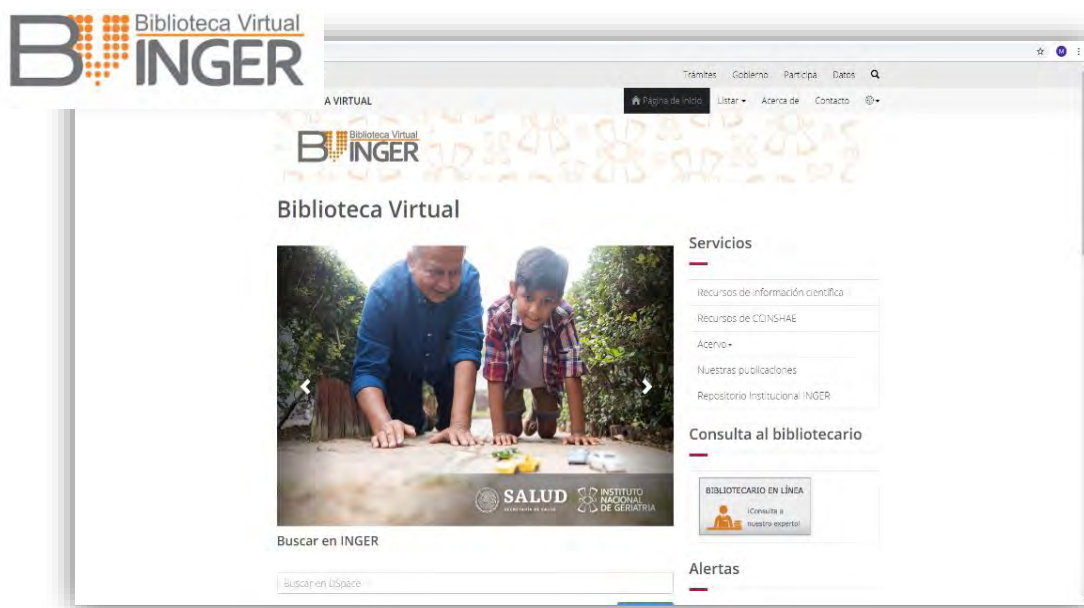 Biblioteca Virtual
BV INGER
Trámites Gobierno Participa Datos
A VIRTUAL
Página de inicio Listar Acerca de Contacto
Biblioteca Virtual
BV INGER
Biblioteca Virtual
Servicios
Recursos de información científica
Recursos de CCINSHAE
Acervo
Nuestras publicaciones
Repositorio Institucional INGER
Consulta al bibliotecario
BIBLIOTECARIO EN LÍNEA
¡Consulta a
nuestro experto!
SALUD
SECRETARÍA DE SALUD
INSTITUTO
NACIONAL
DE GERIATRÍA
Buscar en INGER
Buscar en DSpace
Alertas
M